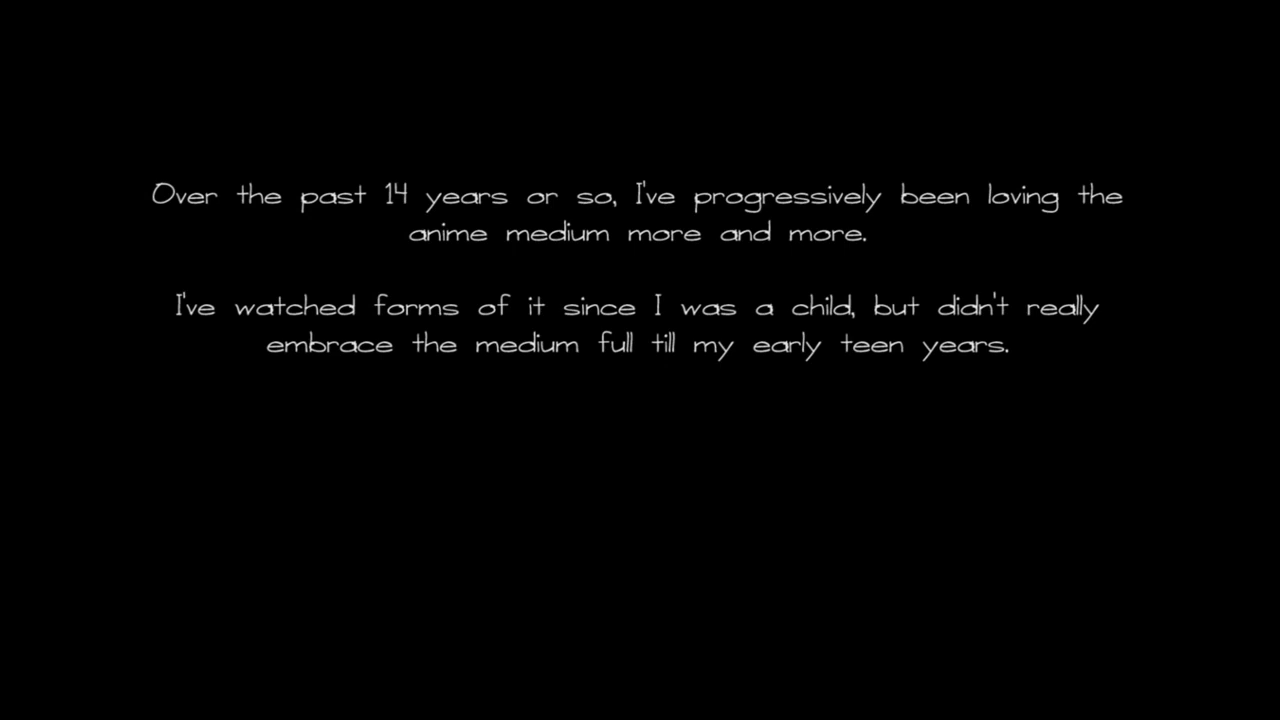 Over the past 14 years or so, I've progressively been loving the
anime medium more and more.
I've watched forms of it since I was a child, but didn't really
embrace the medium full till my early teen years.